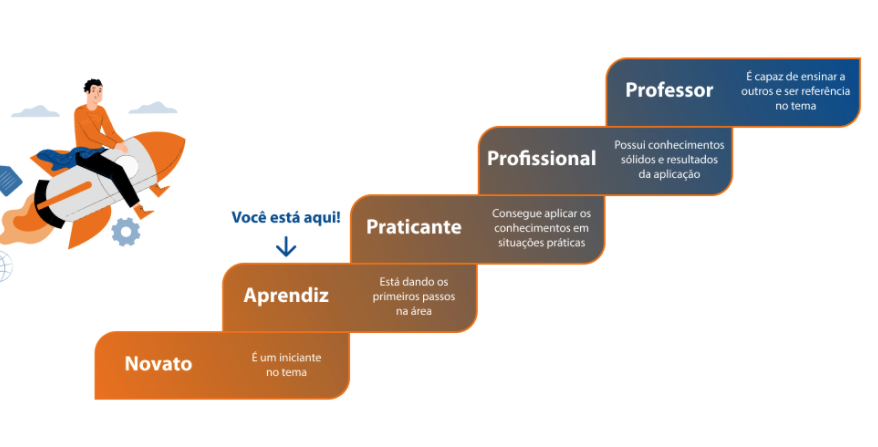 Professor
É capaz de ensinar a
outros e ser referência
no tema
Profissional
Possui conhecimentos
sólidos e resultados
da aplicação
Você está aqui!
Praticante
Consegue aplicar os
conhecimentos em
situações práticas
Aprendiz
Está dando os
primeiros passos
na área
Novato
É um iniciante
no tema